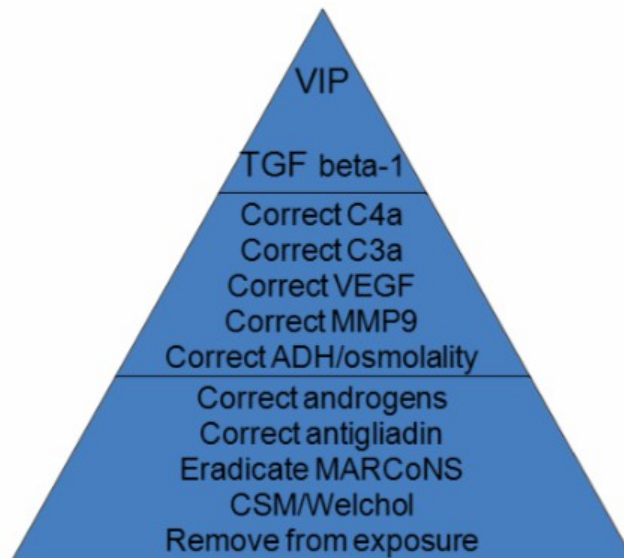 VIP
TGF beta-1
Correct C4a
Correct C3a
Correct VEGF
Correct MMP9
Correct ADH/osmolality
Correct androgens
Correct antigliadin
Eradicate MARCoNS
CSM/Welchol
Remove from exposure